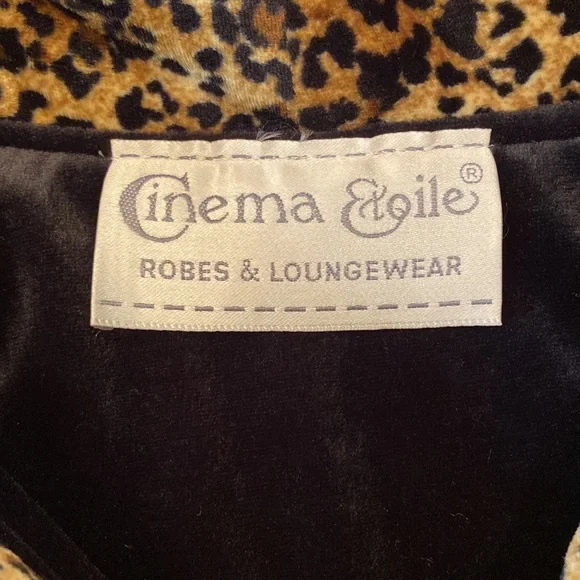 Cinema Etoile®
ROBES & LOUNGEWEAR